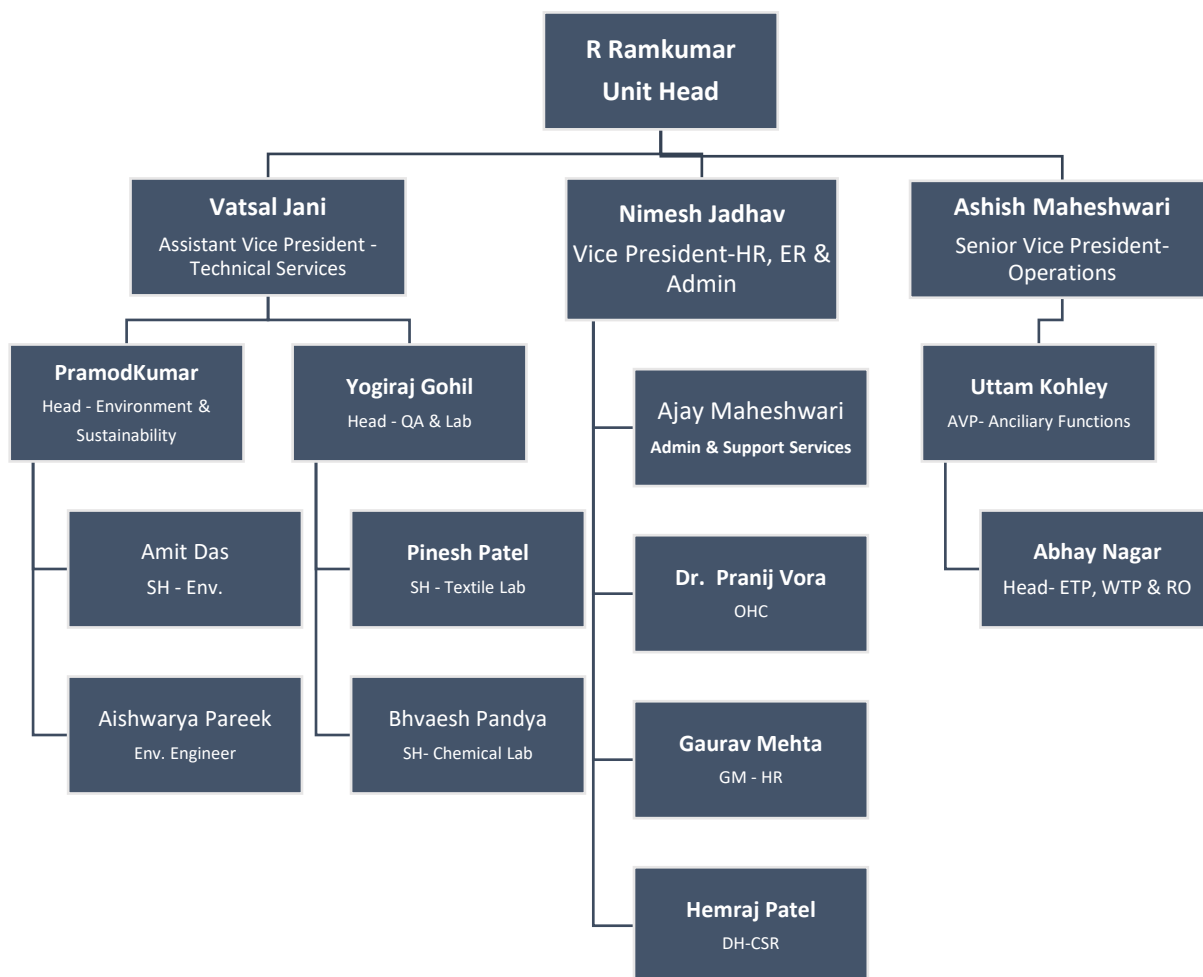 R Ramkumar
Unit Head
Vatsal Jani
Assistant Vice President -
Technical Services
Nimesh Jadhav
Vice President-HR, ER &
Admin
Ashish Maheshwari
Senior Vice President-
Operations
PramodKumar
Head - Environment &
Sustainability
Yogiraj Gohil
Head - QA & Lab
Ajay Maheshwari
Admin & Support Services
Uttam Kohley
AVP- Anciliary Functions
Amit Das
SH - Env.
Pinesh Patel
SH - Textile Lab
Dr. Pranij Vora
OHC
Abhay Nagar
Head- ETP, WTP & RO
Aishwarya Pareek
Env. Engineer
Bhvaesh Pandya
SH- Chemical Lab
Gaurav Mehta
GM - HR
Hemraj Patel
DH-CSR